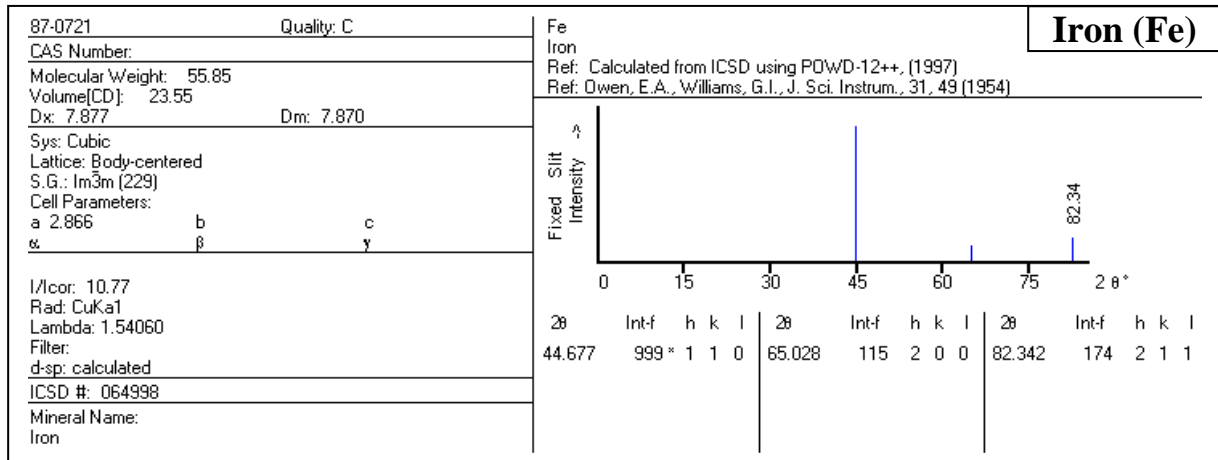 87-0721 Quality: C
CAS Number:
Molecular Weight: 55.85
Volume[CD]: 23.55
Dx: 7.877 Dm: 7.870
Sys: Cubic
Lattice: Body-centered
S.G.: Im3̄m (229)
Cell Parameters:
a 2.866 b c
α β γ
I/Icor: 10.77
Rad: CuKa1
Lambda: 1.54060
Filter:
d-sp: calculated
ICSD #: 064998
Mineral Name:
Iron
Iron (Fe)
Fe
Iron
Ref: Calculated from ICSD using POWD-12++, (1997)
Ref: Owen, E.A., Williams, G.I., J. Sci. Instrum., 31, 49 (1954)
Fixed Slit
Intensity ->
82.34
0 15 30 45 60 75 2 θ°
2θ Int-f h k l 2θ Int-f h k l 2θ Int-f h k l
44.677 999 * 1 1 0 65.028 115 2 0 0 82.342 174 2 1 1